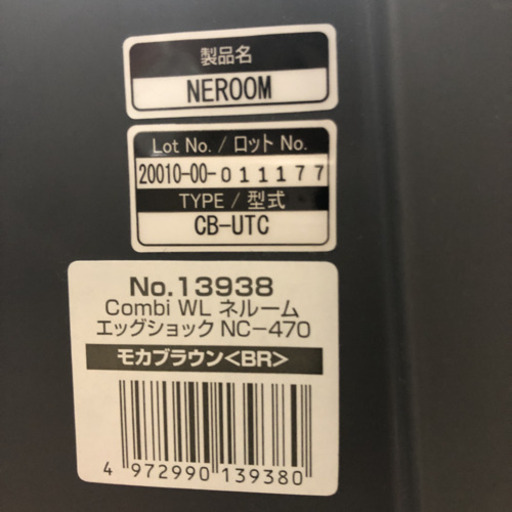 製品名
NEROOM
Lot No. / ロット No.
20010-00-011177
TYPE / 型式
CB-UTC
No.13938
Combi WL ネルーム
エッグショック NC-470
モカブラウン<BR>
4 972990 139380